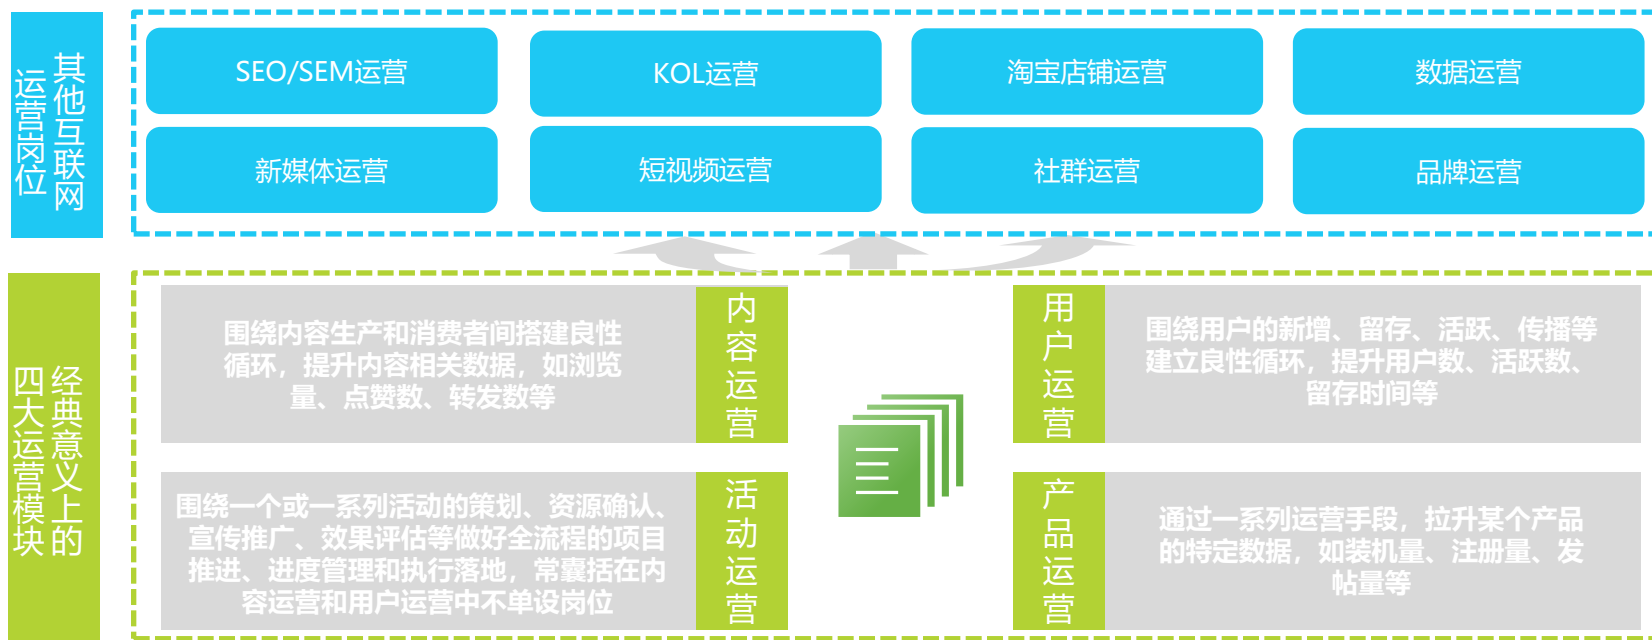 其他互联网
运营岗位
SEO/SEM运营
KOL运营
淘宝店铺运营
数据运营
新媒体运营
短视频运营
社群运营
品牌运营
经典意义上的
四大运营模块
围绕内容生产和消费者间搭建良性
循环，提升内容相关数据，如浏览
量、点赞数、转发数等
内容运营
用户运营
围绕用户的新增、留存、活跃、传播等
建立良性循环，提升用户数、活跃数、
留存时间等
围绕一个或一系列活动的策划、资源确认、
宣传推广、效果评估等做好全流程的项目
推进、进度管理和执行落地，常囊括在内
容运营和用户运营中不单设岗位
活动运营
产品运营
通过一系列运营手段，拉升某个产品
的特定数据，如装机量、注册量、发
帖量等